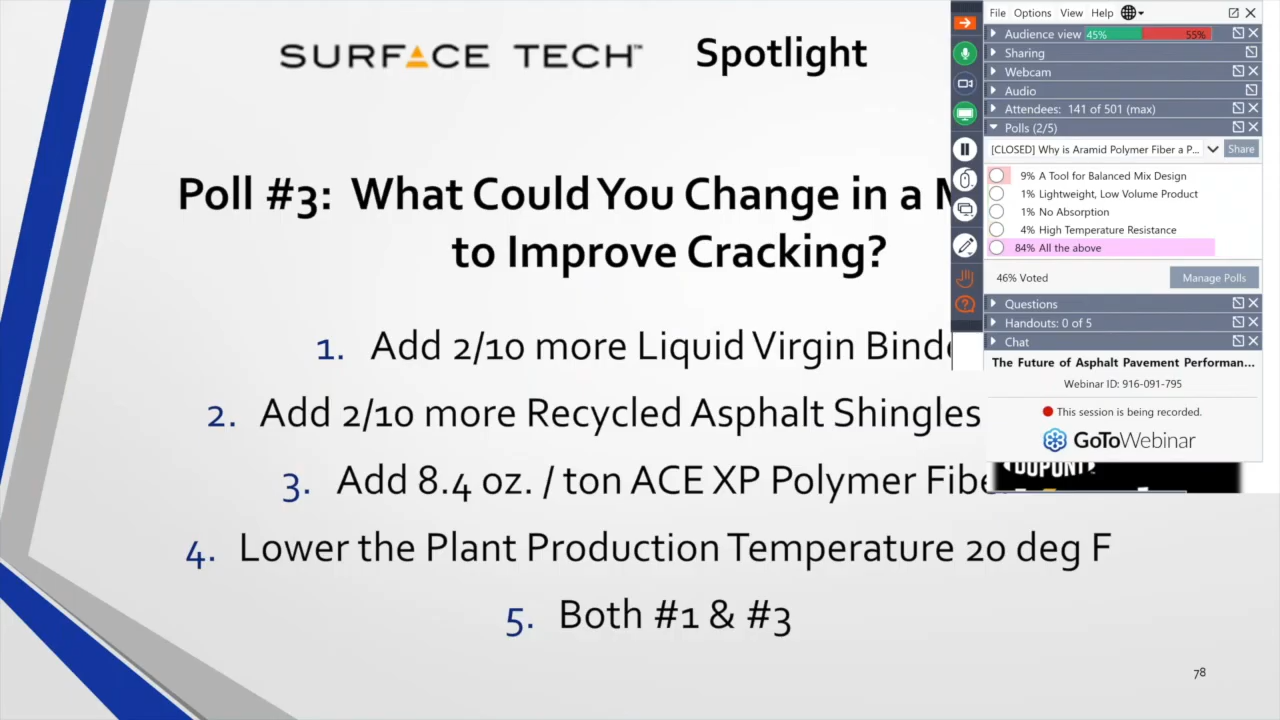 SURFACE TECH™ Spotlight
Poll #3: What Could You Change in a
to Improve Cracking?
1. Add 2/10 more Liquid Virgin
2. Add 2/10 more Recycled Asphalt Shingles
3. Add 8.4 oz. / ton ACE XP Polymer
4. Lower the Plant Production Temperature 20 deg F
5. Both #1 & #3
78
File Options View Help
Audience view 45% 55%
Sharing
Webcam
Audio
Attendees: 141 of 501 (max)
Polls (2/5)
[CLOSED] Why is Aramid Polymer Fiber a P... Share
9% A Tool for Balanced Mix Design
1% Lightweight, Low Volume Product
1% No Absorption
4% High Temperature Resistance
84% All the above
46% Voted Manage Polls
Questions
Handouts: 0 of 5
Chat
The Future of Asphalt Pavement Performan...
Webinar ID: 916-091-795
This session is being recorded.
GoToWebinar
DUPONT